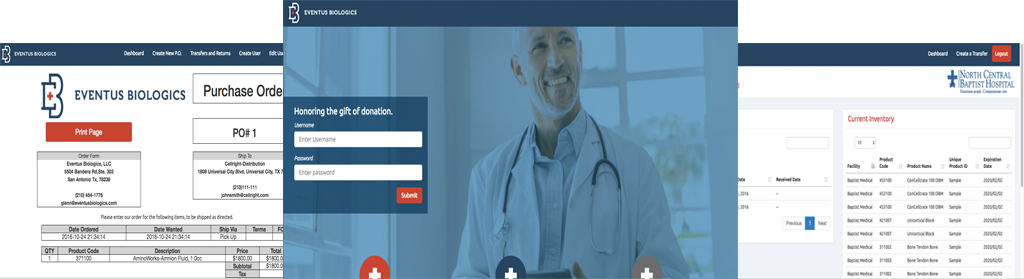 EVENTUS BIOLOGICS
Dashboard Create New P.O. Transfers and Returns Create User Edit Us
EVENTUS BIOLOGICS
Print Page
Purchase Orde
PO# 1
Order Form
Eventus Biologics, LLC
5504 Bandera Rd.Ste. 303
San Antonio Tx, 78238
(210) 454-1776
glenn@eventusbiologics.com
Ship To
Cellright-Distribution
1808 Universal City Blvd, Universal City, TX 7
(210)111-111
johnsmith@cellright.com
Please enter our order for the following items, to be shipped as directed.
Date Ordered Date Wanted Ship Via Terms FO
2016-10-24 21:34:14 2016-10-24 21:34:14 Pick Up
QTY Product Code Description Price Total
1 371100 AminoWorks-Amnion Fluid, 1.0cc $1800.00 $1800.0
Subtotal $1800.0
Tax
EVENTUS BIOLOGICS
Honoring the gift of donation.
Username
Enter Username
Password
Enter password
Submit
Dashboard Create a Transfer Logout
NORTH CENTRAL
BAPTIST HOSPITAL
Date Received Date
, 2016 --
, 2016 --
Previous 1 Next
Current Inventory
10
Facility Product Code Product Name Unique Product ID Expiration Date
Baptist Medical 453100 ConCelltrate 100 DBM Sample 2020/02/02
Baptist Medical 453100 ConCelltrate 100 DBM Sample 2020/02/02
Baptist Medical 453100 ConCelltrate 100 DBM Sample 2020/02/02
Baptist Medical 421007 Unicortical Block Sample 2020/02/02
Baptist Medical 421007 Unicortical Block Sample 2020/02/02
Baptist Medical 311002 Bone Tendon Bone Sample 2020/02/02
Baptist Medical 311002 Bone Tendon Bone Sample 2020/02/02